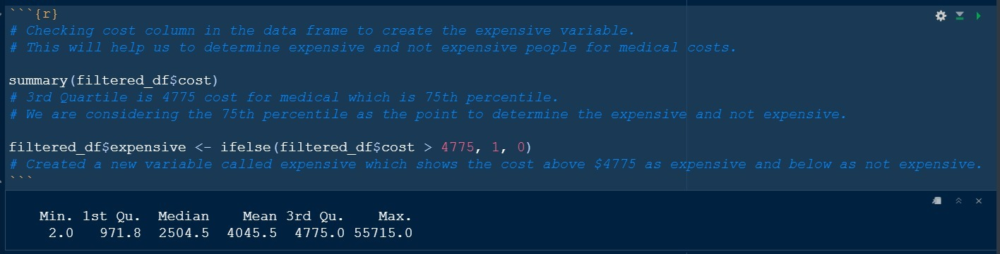 ```{r}
# Checking cost column in the data frame to create the expensive variable.
# This will help us to determine expensive and not expensive people for medical costs.
summary(filtered_df$cost)
# 3rd Quartile is 4775 cost for medical which is 75th percentile.
# We are considering the 75th percentile as the point to determine the expensive and not expensive.
filtered_df$expensive <- ifelse(filtered_df$cost > 4775, 1, 0)
# Created a new variable called expensive which shows the cost above $4775 as expensive and below as not expensive.
```
Min. 1st Qu. Median Mean 3rd Qu. Max.
2.0 971.8 2504.5 4045.5 4775.0 55715.0